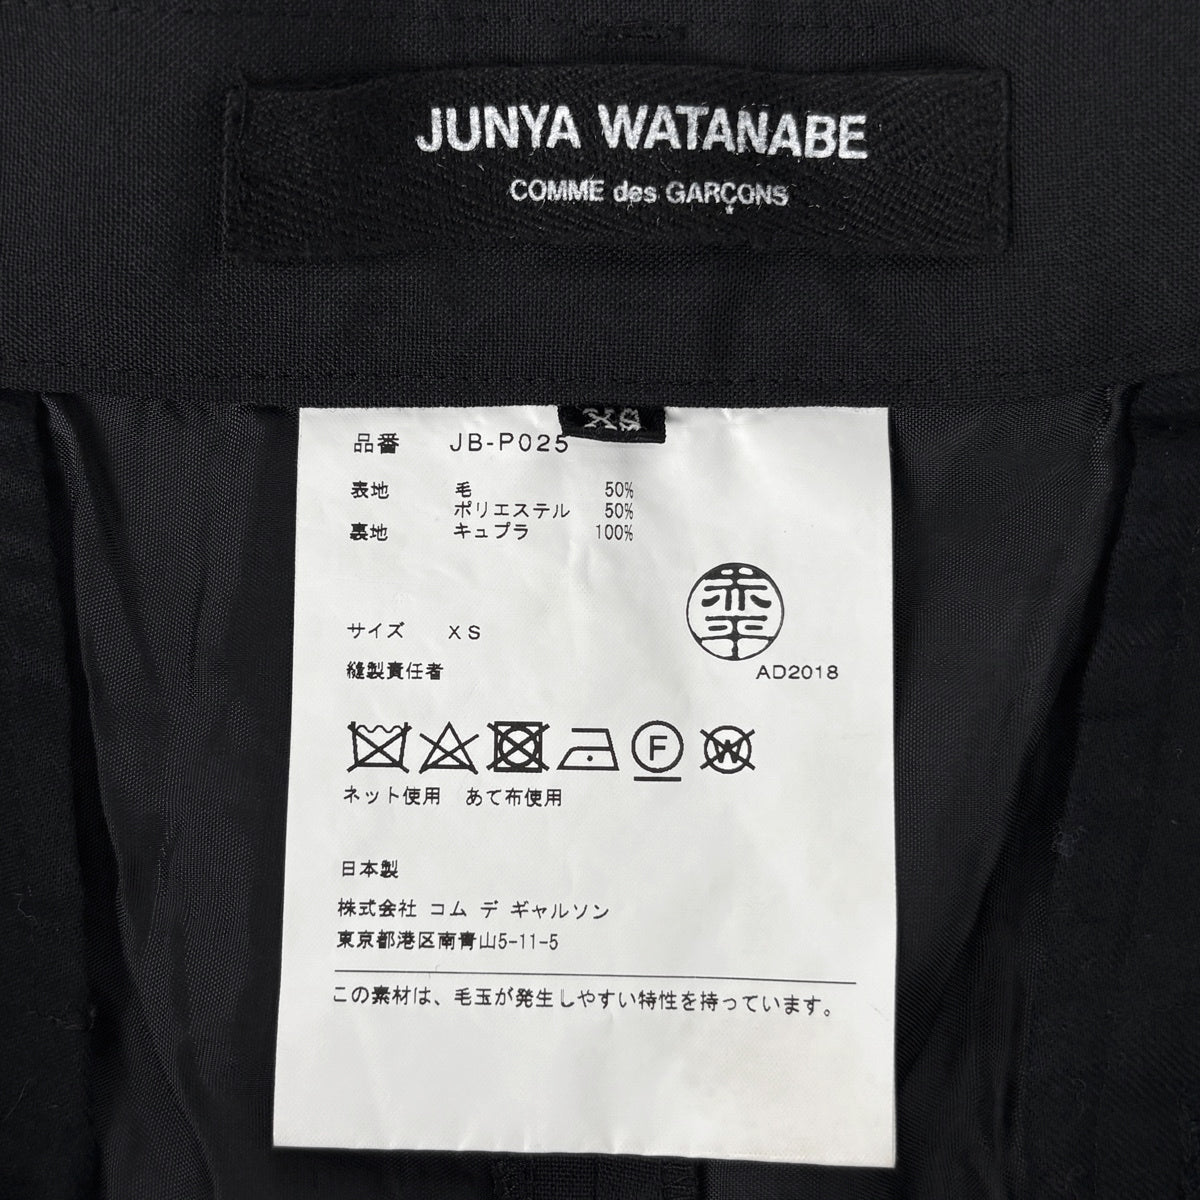 JUNYA WATANABE
COMME des GARÇONS
XS
品番 JB-P025
表地 毛 50%
ポリエステル 50%
裏地 キュプラ 100%
赤平
サイズ XS
縫製責任者
AD2018
F W
ネット使用 あて布使用
日本製
株式会社 コム デ ギャルソン
東京都港区南青山5-11-5
この素材は、毛玉が発生しやすい特性を持っています。